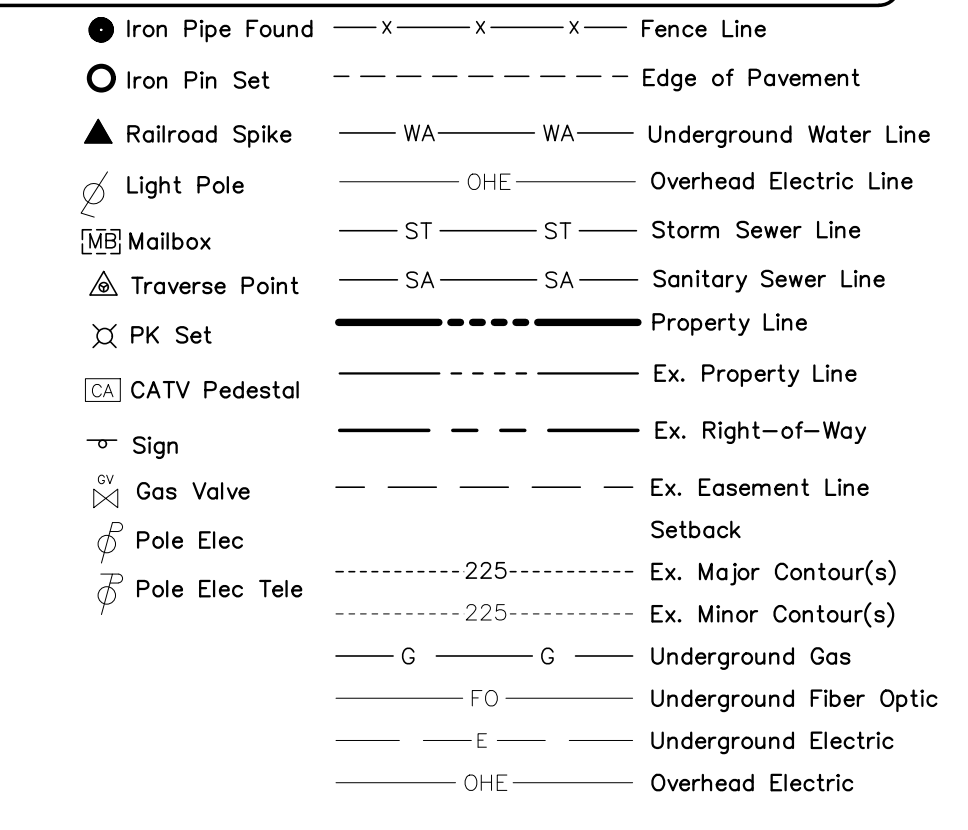 Iron Pipe Found x x x Fence Line
Iron Pin Set Edge of Pavement
Railroad Spike WA WA Underground Water Line
Light Pole OHE Overhead Electric Line
MB Mailbox ST ST Storm Sewer Line
Traverse Point SA SA Sanitary Sewer Line
PK Set Property Line
CA CATV Pedestal Ex. Property Line
Sign Ex. Right-of-Way
GV Gas Valve Ex. Easement Line
Pole Elec Setback
Pole Elec Tele 225 Ex. Major Contour(s)
225 Ex. Minor Contour(s)
G G Underground Gas
FO Underground Fiber Optic
E Underground Electric
OHE Overhead Electric